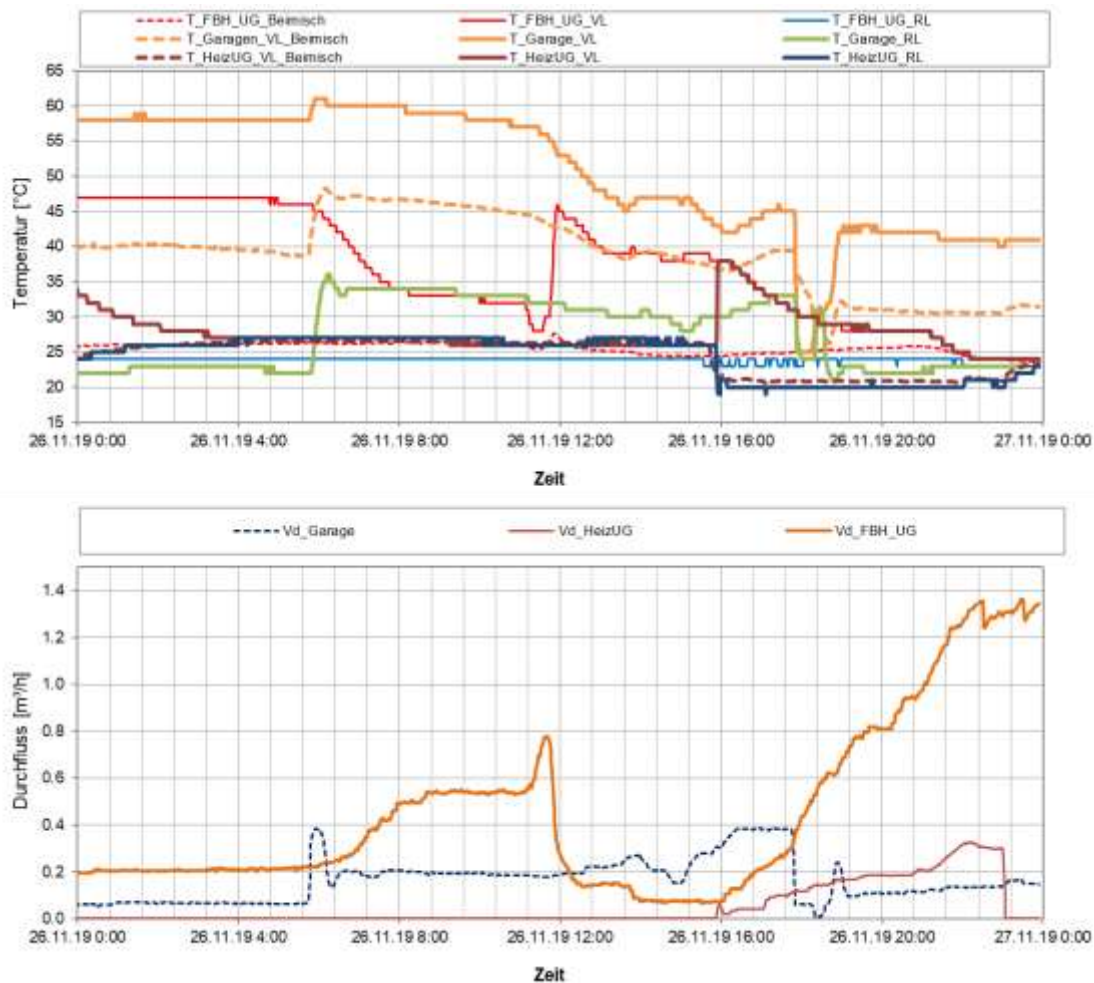 T_FBH_UG_Beimisch T_FBH_UG_VL T_FBH_UG_RL
T_Garagen_VL_Beimisch T_Garage_VL T_Garage_RL
T_HeizUG_VL_Beimisch T_HeizUG_VL T_HeizUG_RL
65
60
55
50
45
40
35
30
25
20
15
Temperatur [°C]
26.11.19 0:00 26.11.19 4:00 26.11.19 8:00 26.11.19 12:00 26.11.19 16:00 26.11.19 20:00 27.11.19 0:00
Zeit
Vd_Garage Vd_HeizUG Vd_FBH_UG
1.4
1.2
1.0
0.8
0.6
0.4
0.2
0.0
Durchfluss [m³/h]
26.11.19 0:00 26.11.19 4:00 26.11.19 8:00 26.11.19 12:00 26.11.19 16:00 26.11.19 20:00 27.11.19 0:00
Zeit